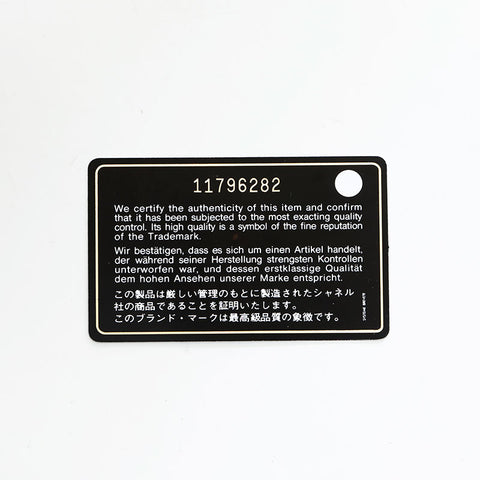 11796282
We certify the authenticity of this item and confirm
that it has been subjected to the most exacting quality
control. Its high quality is a symbol of the fine reputation
of the Trademark.
Wir bestätigen, dass es sich um einen Artikel handelt,
der während seiner Herstellung strengsten Kontrollen
unterworfen war, und dessen erstklassige Qualität
dem hohen Ansehen unserer Marke entspricht.
この製品は厳しい管理のもとに製造されたシャネル
社の商品であることを証明いたします。
このブランド・マークは最高級品質の象徴です。